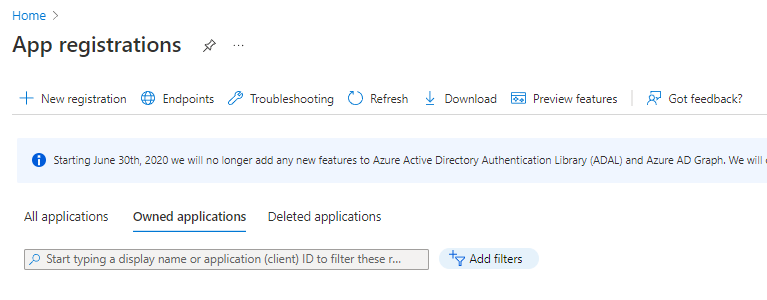 Home
App registrations
New registration Endpoints Troubleshooting Refresh Download Preview features Got feedback?
Starting June 30th, 2020 we will no longer add any new features to Azure Active Directory Authentication Library (ADAL) and Azure AD Graph. We will
All applications Owned applications Deleted applications
Start typing a display name or application (client) ID to filter these r... Add filters